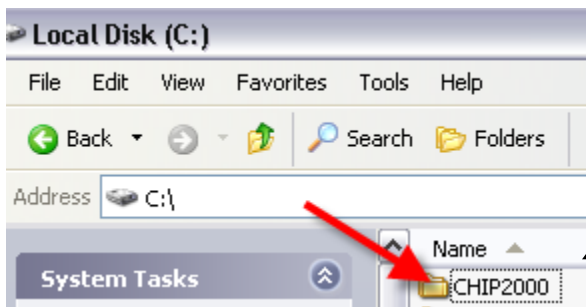 Local Disk (C:)
File Edit View Favorites Tools Help
Back Search Folders
Address C:\
Name
System Tasks
CHIP2000